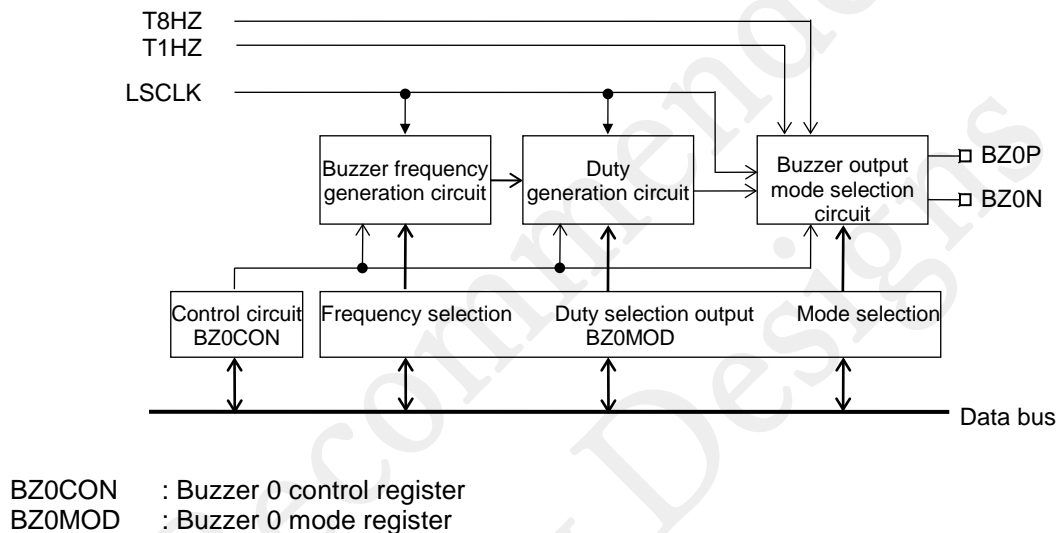 T8HZ
T1HZ
LSCLK
Buzzer frequency
generation circuit
Duty
generation circuit
Buzzer output
mode selection
circuit
BZ0P
BZ0N
Control circuit
BZ0CON
Frequency selection
Duty selection output
BZ0MOD
Mode selection
Data bus
BZ0CON : Buzzer 0 control register
BZ0MOD : Buzzer 0 mode register
ecommende
Designs